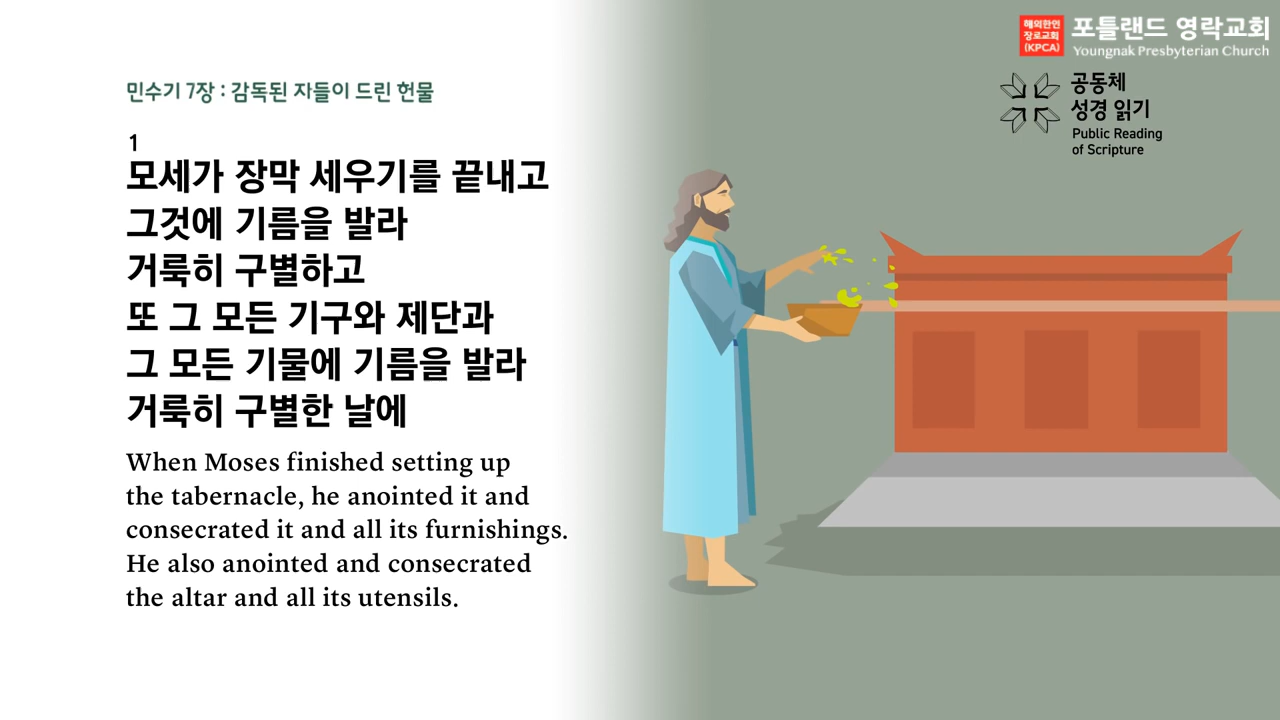 해외한인
장로교회
(KPCA)
포틀랜드 영락교회
Youngnak Presbyterian Church
공동체
성경 읽기
Public Reading
of Scripture
민수기 7장 : 감독된 자들이 드린 헌물
1
모세가 장막 세우기를 끝내고
그것에 기름을 발라
거룩히 구별하고
또 그 모든 기구와 제단과
그 모든 기물에 기름을 발라
거룩히 구별한 날에
When Moses finished setting up
the tabernacle, he anointed it and
consecrated it and all its furnishings.
He also anointed and consecrated
the altar and all its utensils.